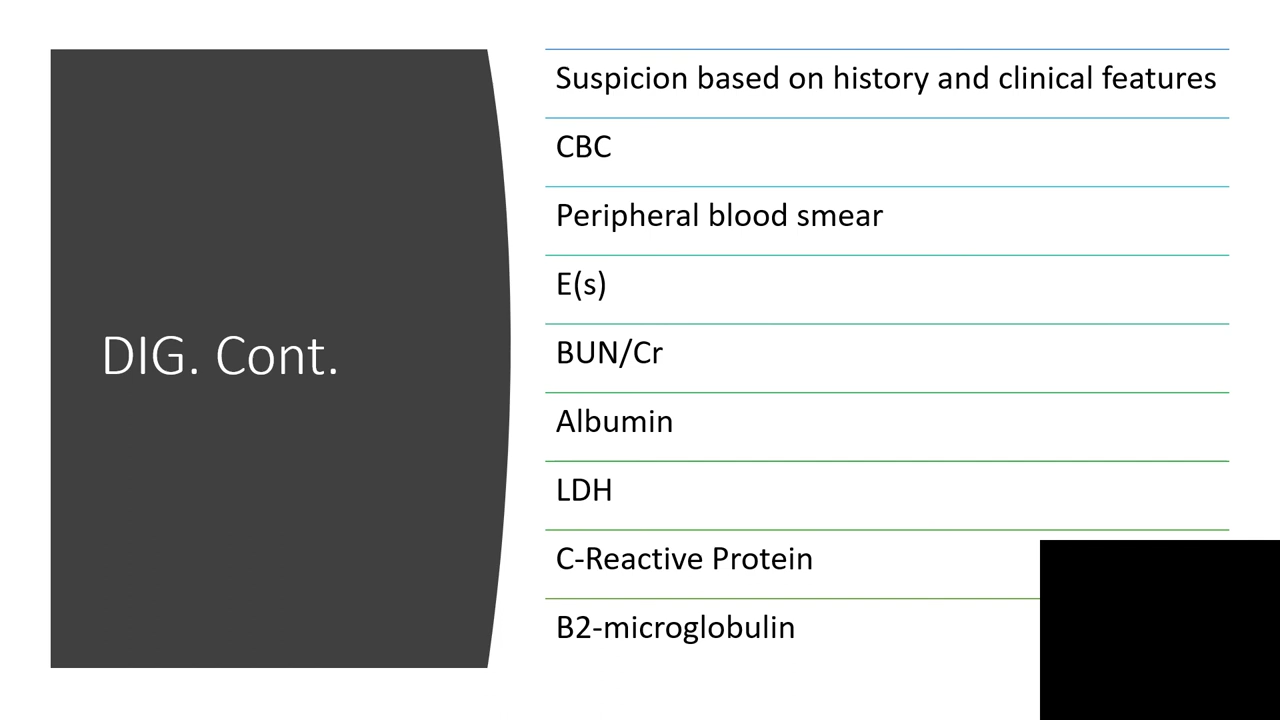 DIG. Cont.
Suspicion based on history and clinical features
CBC
Peripheral blood smear
E(s)
BUN/Cr
Albumin
LDH
C-Reactive Protein
B2-microglobulin